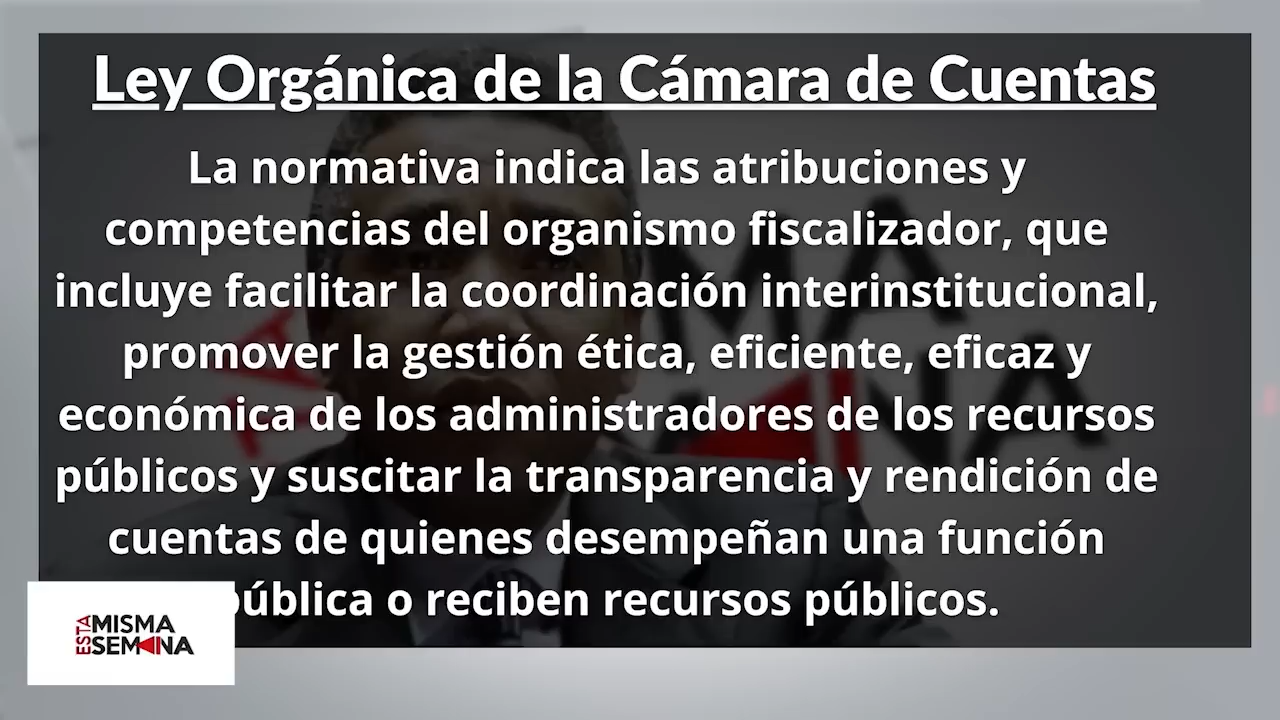 Ley Orgánica de la Cámara de Cuentas
La normativa indica las atribuciones y
competencias del organismo fiscalizador, que
incluye facilitar la coordinación interinstitucional,
promover la gestión ética, eficiente, eficaz y
económica de los administradores de los recursos
públicos y suscitar la transparencia y rendición de
cuentas de quienes desempeñan una función
pública o reciben recursos públicos.
ESTA
MISMA
SEMANA